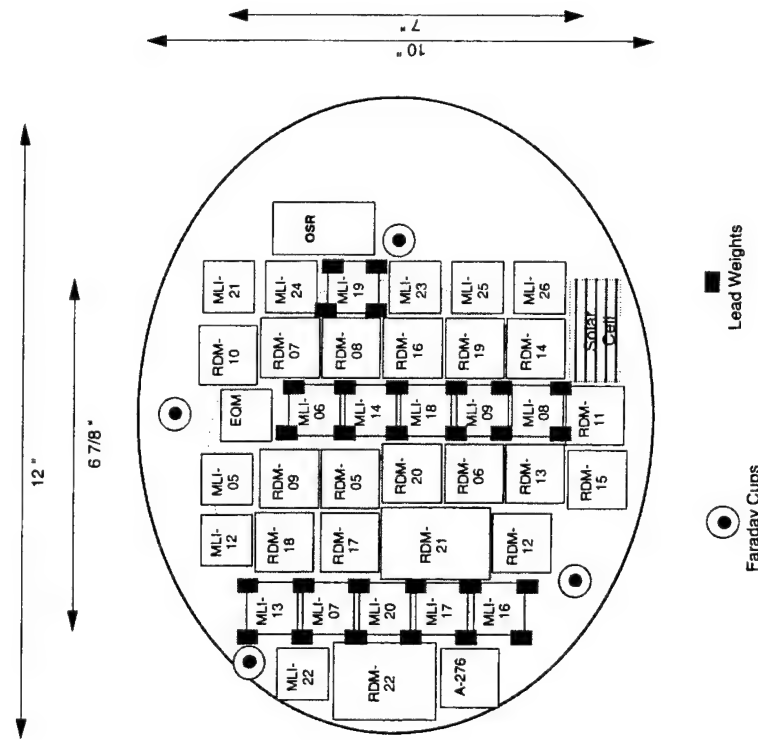 7 "
10 "
12 "
6 7/8 "
OSR
MLI-
21
MLI-
24
MLI-
19
MLI-
23
MLI-
25
MLI-
26
RDM-
10
RDM-
07
RDM-
08
RDM-
16
RDM-
19
RDM-
14
Solar
Cell
EQM
MLI-
06
MLI-
14
MLI-
18
MLI-
09
MLI-
08
RDM-
11
MLI-
05
RDM-
09
RDM-
05
RDM-
20
RDM-
06
RDM-
13
RDM-
15
MLI-
12
RDM-
18
RDM-
17
RDM-
21
RDM-
12
MLI-
13
MLI-
07
MLI-
20
MLI-
17
MLI-
16
MLI-
22
RDM-
22
A-276
Lead Weights
Faraday Cups